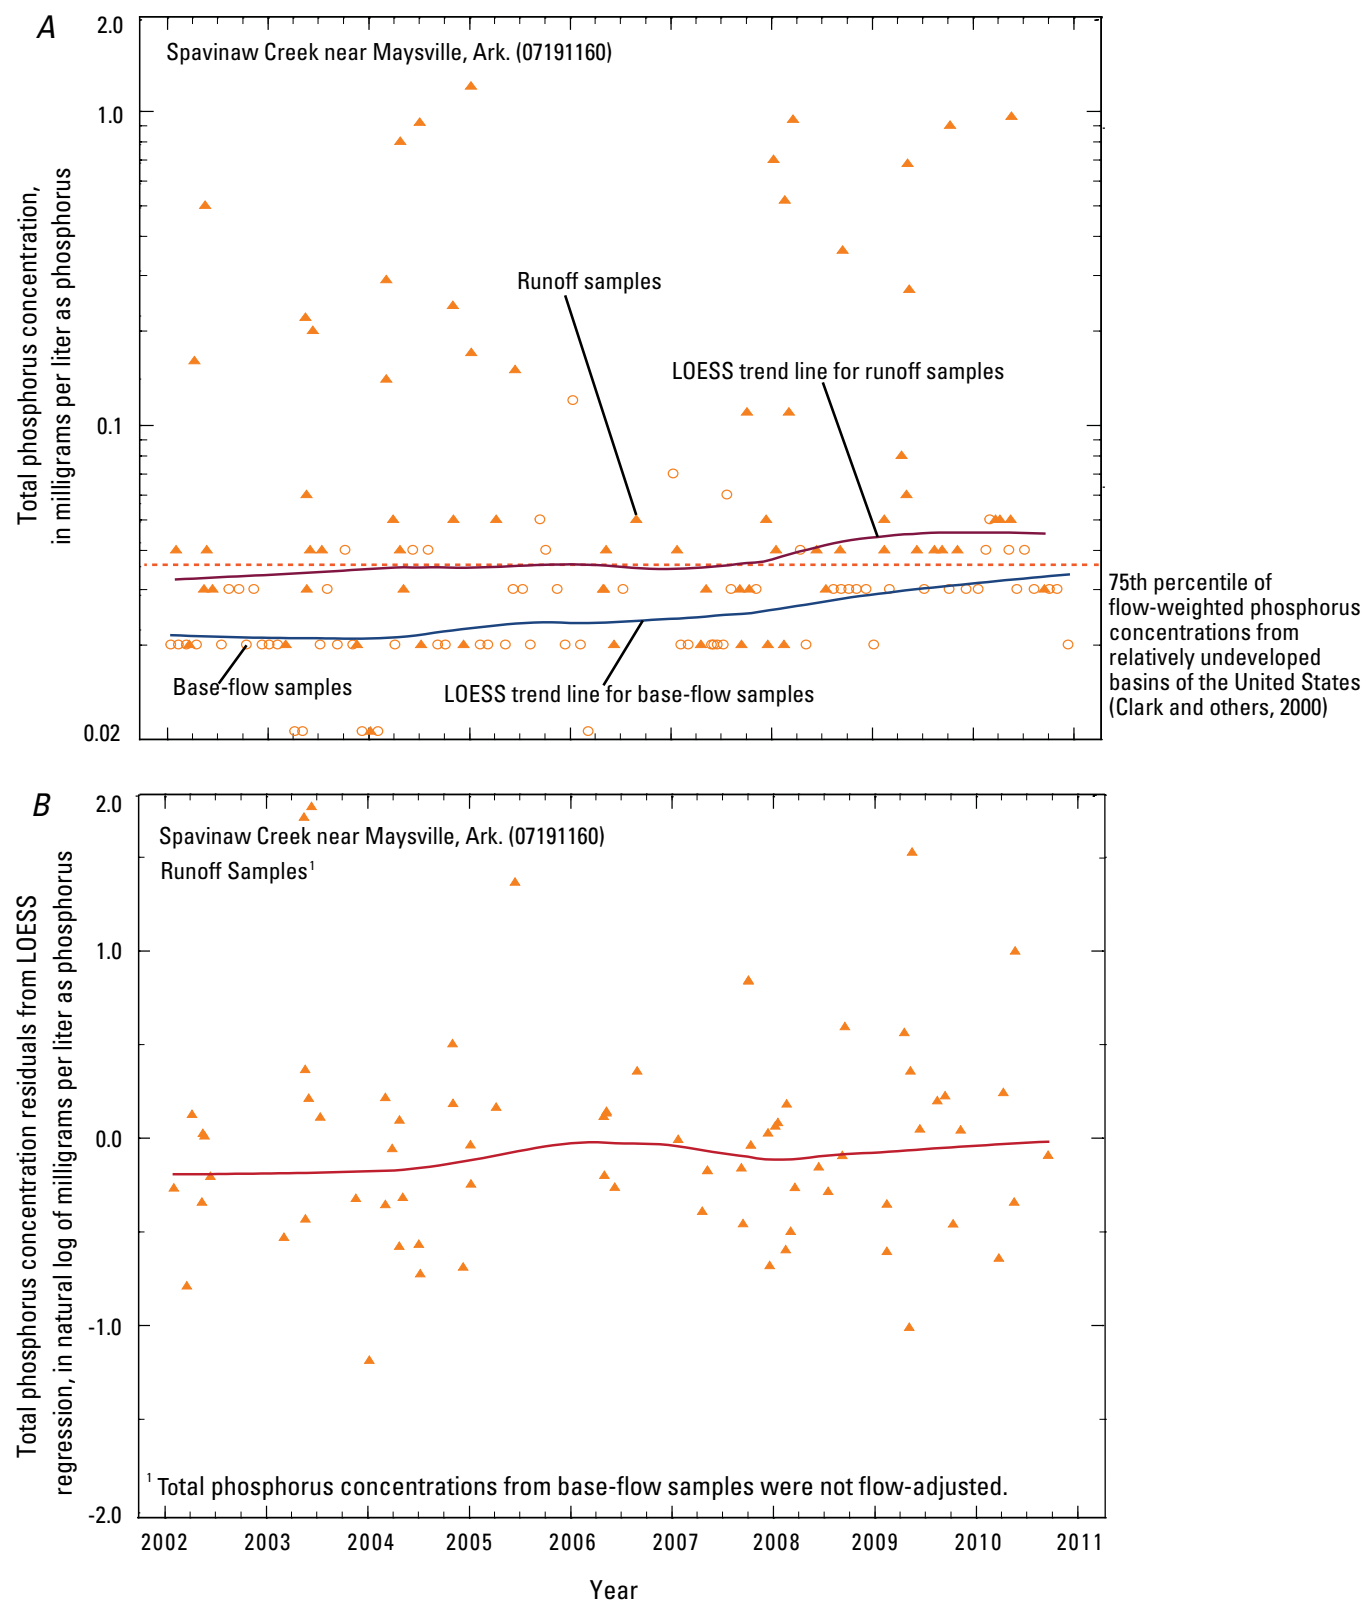 A
Spavinaw Creek near Maysville, Ark. (07191160)
2.0
1.0
0.1
0.02
Total phosphorus concentration,
in milligrams per liter as phosphorus
Runoff samples
LOESS trend line for runoff samples
Base-flow samples
LOESS trend line for base-flow samples
75th percentile of
flow-weighted phosphorus
concentrations from
relatively undeveloped
basins of the United States
(Clark and others, 2000)
B
Spavinaw Creek near Maysville, Ark. (07191160)
Runoff Samples¹
2.0
1.0
0.0
-1.0
-2.0
Total phosphorus concentration residuals from LOESS
regression, in natural log of milligrams per liter as phosphorus
¹ Total phosphorus concentrations from base-flow samples were not flow-adjusted.
2002 2003 2004 2005 2006 2007 2008 2009 2010 2011
Year